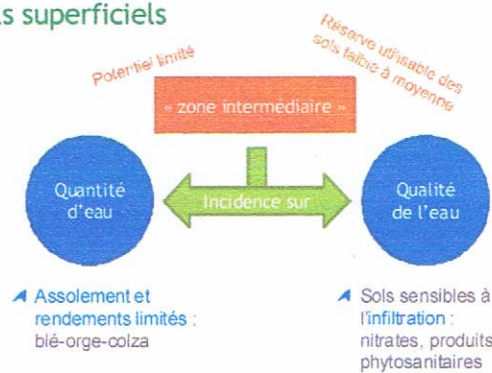 ls superficiels
Potentiel limité
Réserve utilisable des
sols faible à moyenne
« zone intermédiaire »
Quantité
d'eau
Incidence sur
Qualité
de l'eau
Assolement et
rendements limités :
blé-orge-colza
Sols sensibles à
l'infiltration :
nitrates, produits
phytosanitaires